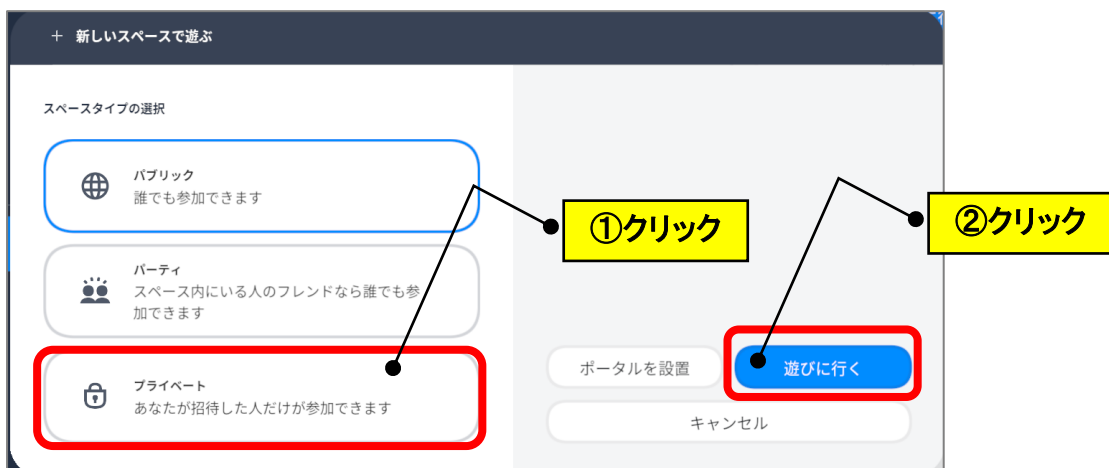 ＋ 新しいスペースで遊ぶ
スペースタイプの選択
パブリック
誰でも参加できます
パーティ
スペース内にいる人のフレンドなら誰でも参
加できます
プライベート
あなたが招待した人だけが参加できます
①クリック
②クリック
ポータルを設置
遊びに行く
キャンセル